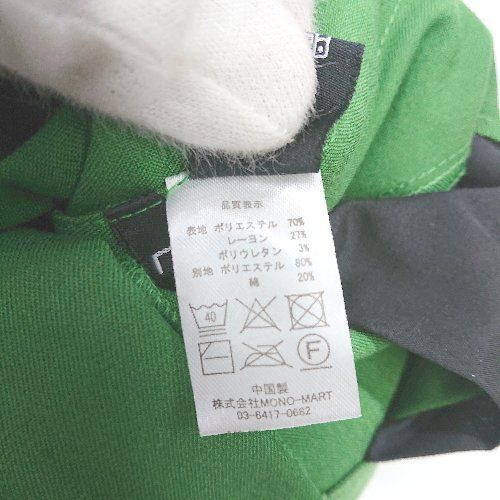 品質表示
表地 ポリエステル 70%
レーヨン 27%
ポリウレタン 3%
別地 ポリエステル 80%
綿 20%
40
F
中国製
株式会社MONO-MART
03-6417-0662